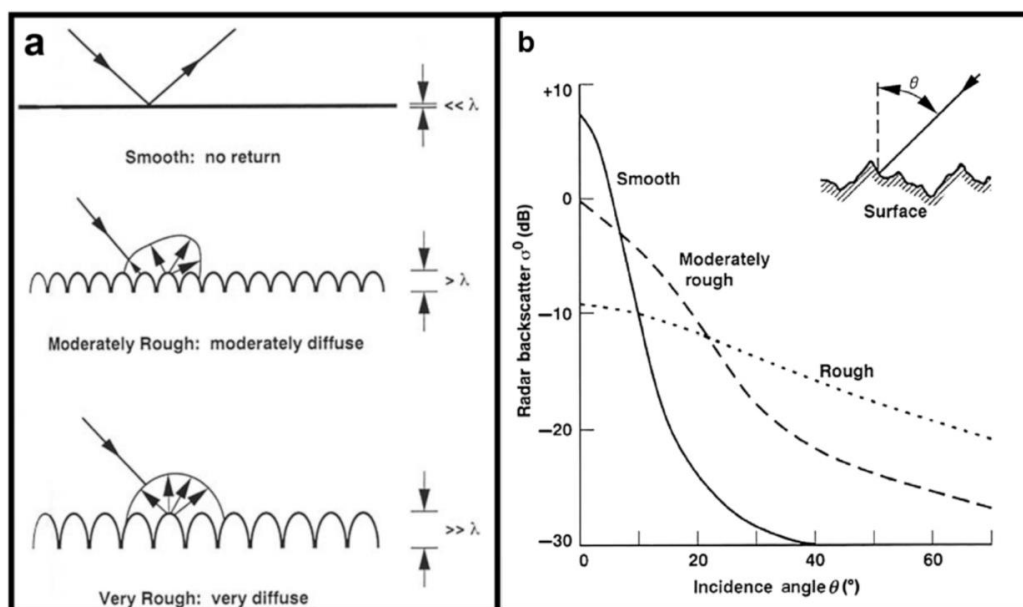 a
<< λ
Smooth: no return
> λ
Moderately Rough: moderately diffuse
>> λ
Very Rough: very diffuse
b
+10
0
−10
−20
−30
Radar backscatter σ⁰ (dB)
Smooth
Moderately
rough
Rough
θ
Surface
0
20
40
60
Incidence angle θ (°)